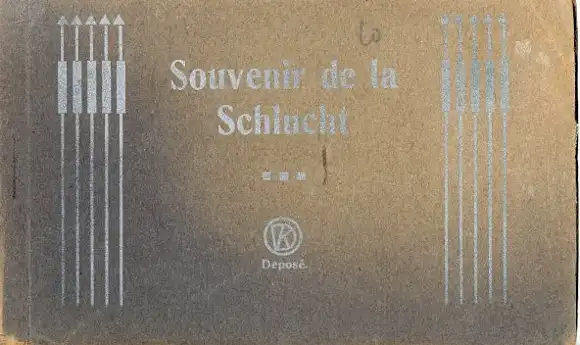 Souvenir de la
Schlucht
K
Déposé.